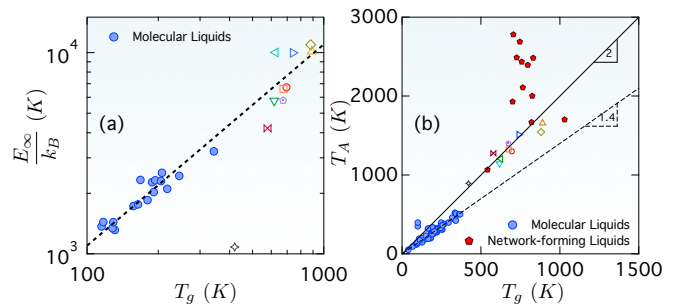 10^4
10^3
E_∞/k_B (K)
Molecular Liquids
(a)
100
1000
T_g (K)
3000
2000
1000
0
T_A (K)
2
1.4
(b)
Molecular Liquids
Network-forming Liquids
0
500
1000
1500
T_g (K)